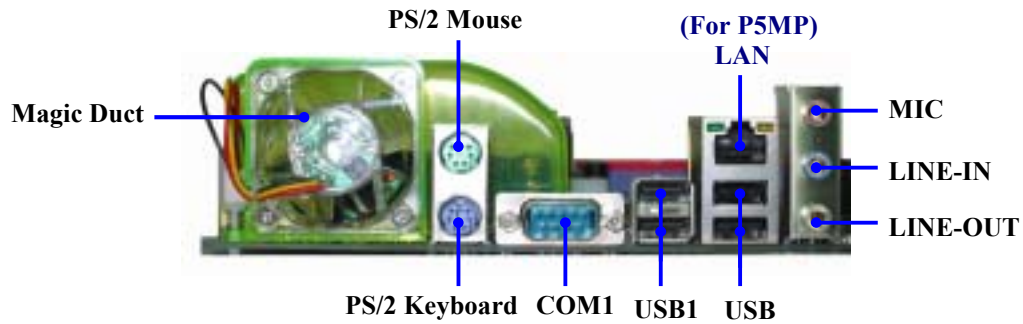 PS/2 Mouse
(For P5MP)
LAN
Magic Duct
MIC
LINE-IN
LINE-OUT
PS/2 Keyboard
COM1
USB1
USB